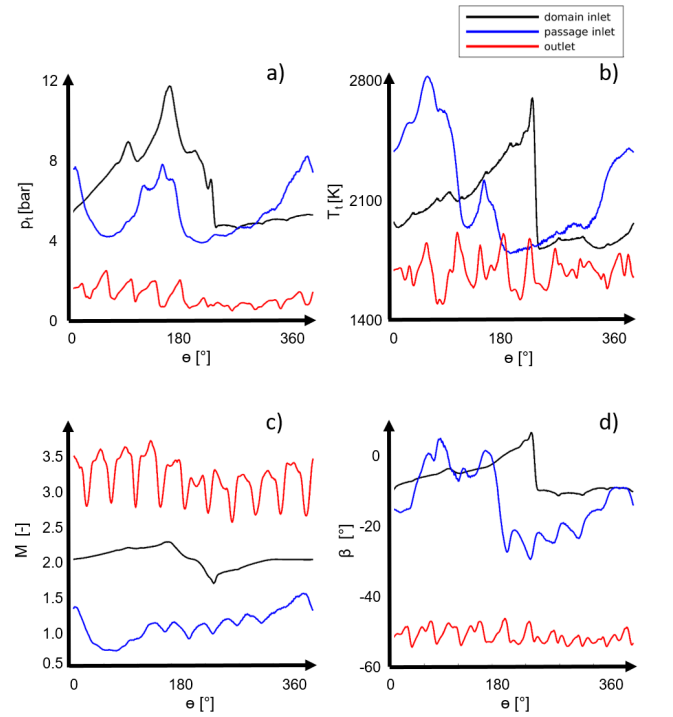 domain inlet
passage inlet
outlet
a)
12
8
4
0
pt [bar]
0 180 360
ɵ [°]
b)
2800
2100
1400
Tt [K]
0 180 360
ɵ [°]
c)
3.5
3.0
2.5
2.0
1.5
1.0
0.5
M [-]
0 180 360
ɵ [°]
d)
0
-20
-40
-60
β [°]
0 180 360
ɵ [°]